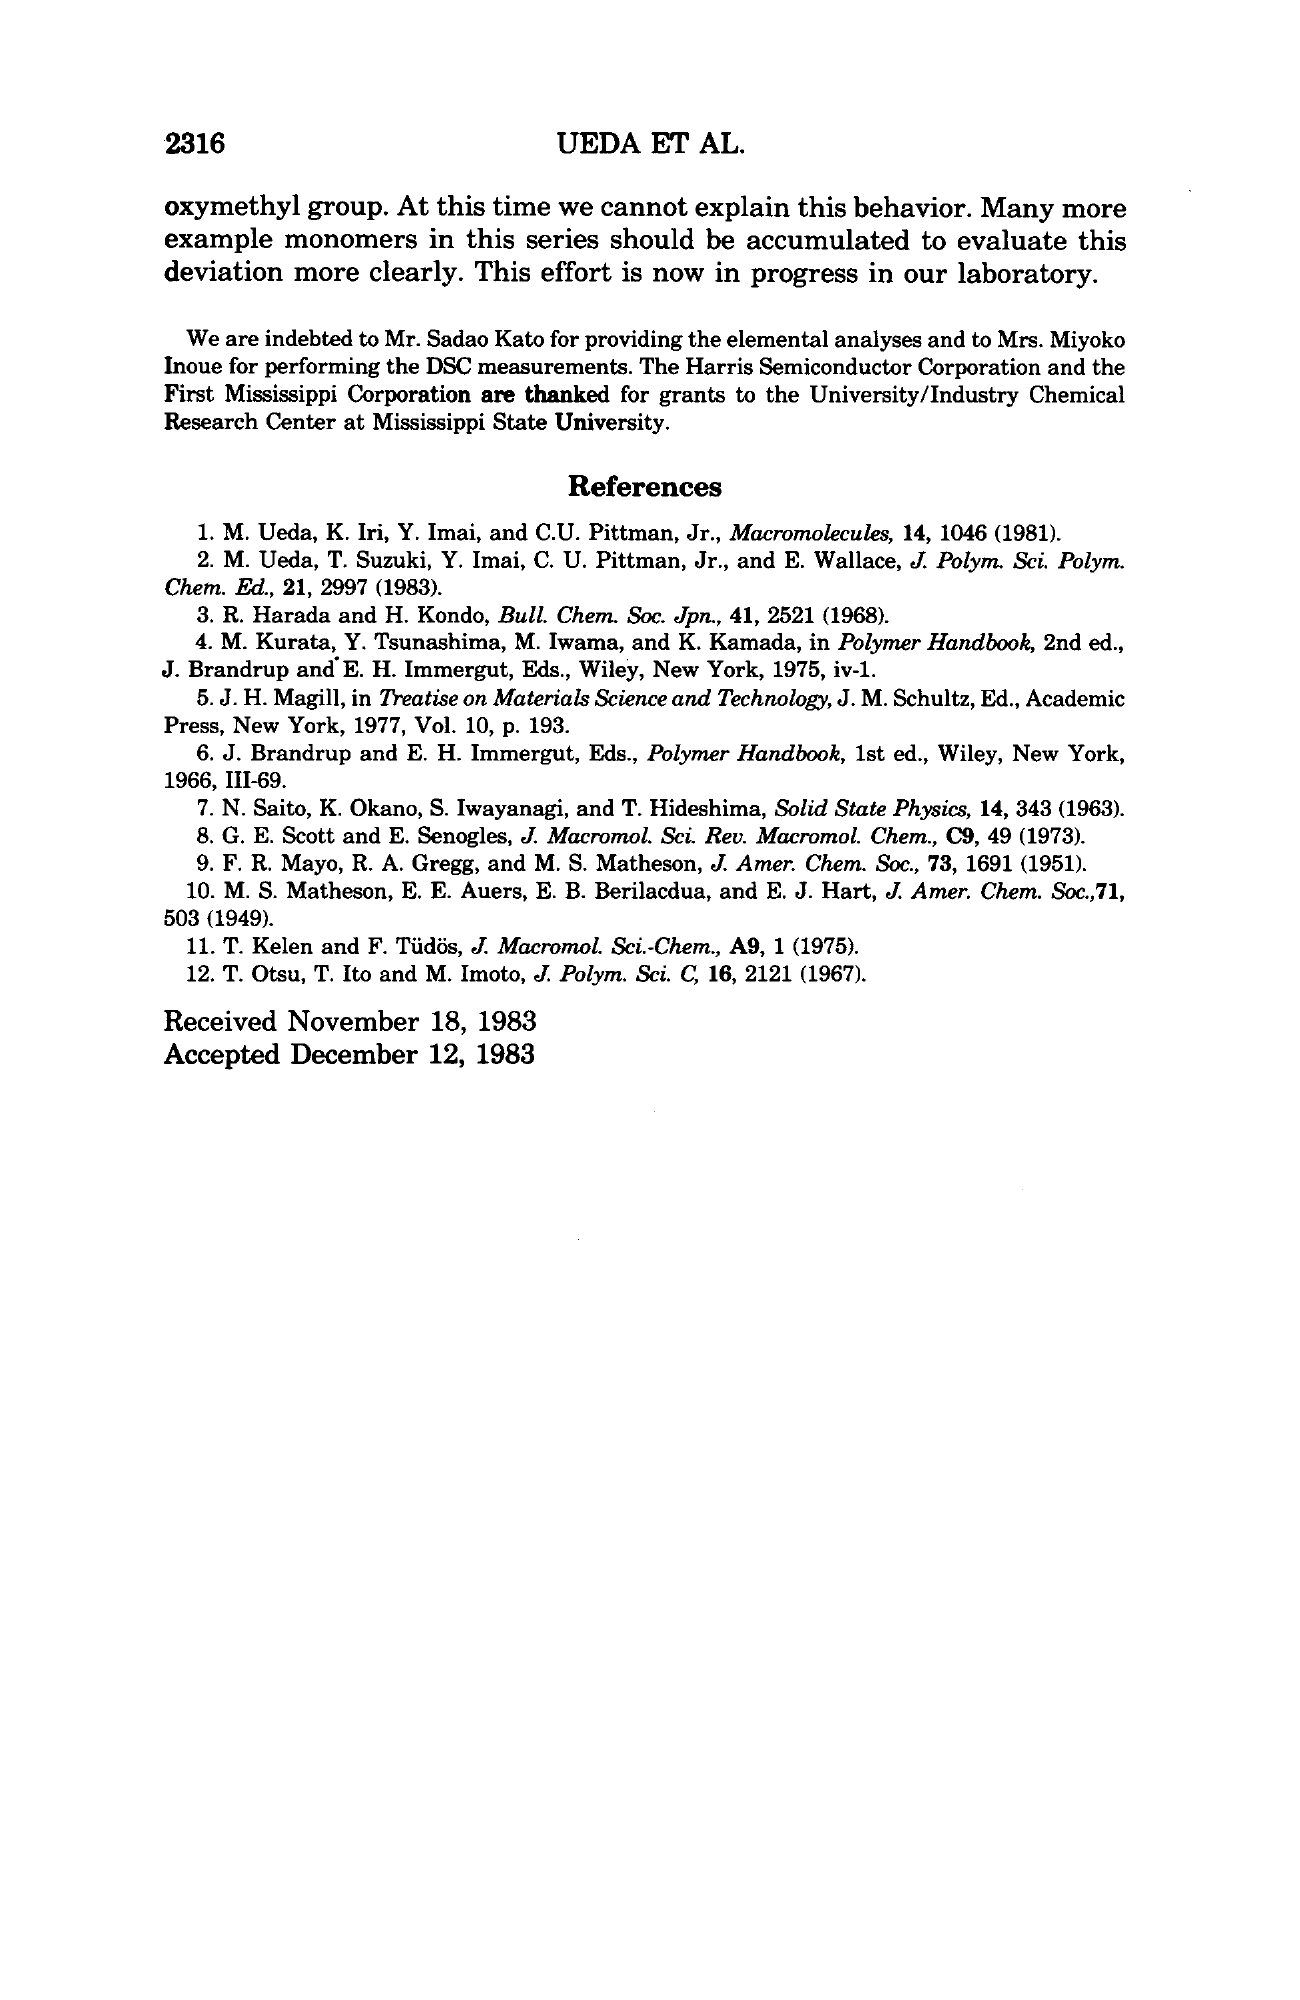 2316
UEDA ET AL.
oxymethyl group. At this time we cannot explain this behavior. Many more
example monomers in this series should be accumulated to evaluate this
deviation more clearly. This effort is now in progress in our laboratory.
We are indebted to Mr. Sadao Kato for providing the elemental analyses and to Mrs. Miyoko
Inoue for performing the DSC measurements. The Harris Semiconductor Corporation and the
First Mississippi Corporation are thanked for grants to the University/Industry Chemical
Research Center at Mississippi State University.
References
1. M. Ueda, K. Iri, Y. Imai, and C.U. Pittman, Jr., Macromolecules, 14, 1046 (1981).
2. M. Ueda, T. Suzuki, Y. Imai, C. U. Pittman, Jr., and E. Wallace, J. Polym. Sci. Polym.
Chem. Ed., 21, 2997 (1983).
3. R. Harada and H. Kondo, Bull. Chem. Soc. Jpn., 41, 2521 (1968).
4. M. Kurata, Y. Tsunashima, M. Iwama, and K. Kamada, in Polymer Handbook, 2nd ed.,
J. Brandrup and E. H. Immergut, Eds., Wiley, New York, 1975, iv-1.
5. J. H. Magill, in Treatise on Materials Science and Technology, J. M. Schultz, Ed., Academic
Press, New York, 1977, Vol. 10, p. 193.
6. J. Brandrup and E. H. Immergut, Eds., Polymer Handbook, 1st ed., Wiley, New York,
1966, III-69.
7. N. Saito, K. Okano, S. Iwayanagi, and T. Hideshima, Solid State Physics, 14, 343 (1963).
8. G. E. Scott and E. Senogles, J. Macromol. Sci. Rev. Macromol. Chem., C9, 49 (1973).
9. F. R. Mayo, R. A. Gregg, and M. S. Matheson, J. Amer. Chem. Soc., 73, 1691 (1951).
10. M. S. Matheson, E. E. Auers, E. B. Berilacdua, and E. J. Hart, J. Amer. Chem. Soc.,71,
503 (1949).
11. T. Kelen and F. Tüdös, J. Macromol. Sci.-Chem., A9, 1 (1975).
12. T. Otsu, T. Ito and M. Imoto, J. Polym. Sci. C, 16, 2121 (1967).
Received November 18, 1983
Accepted December 12, 1983